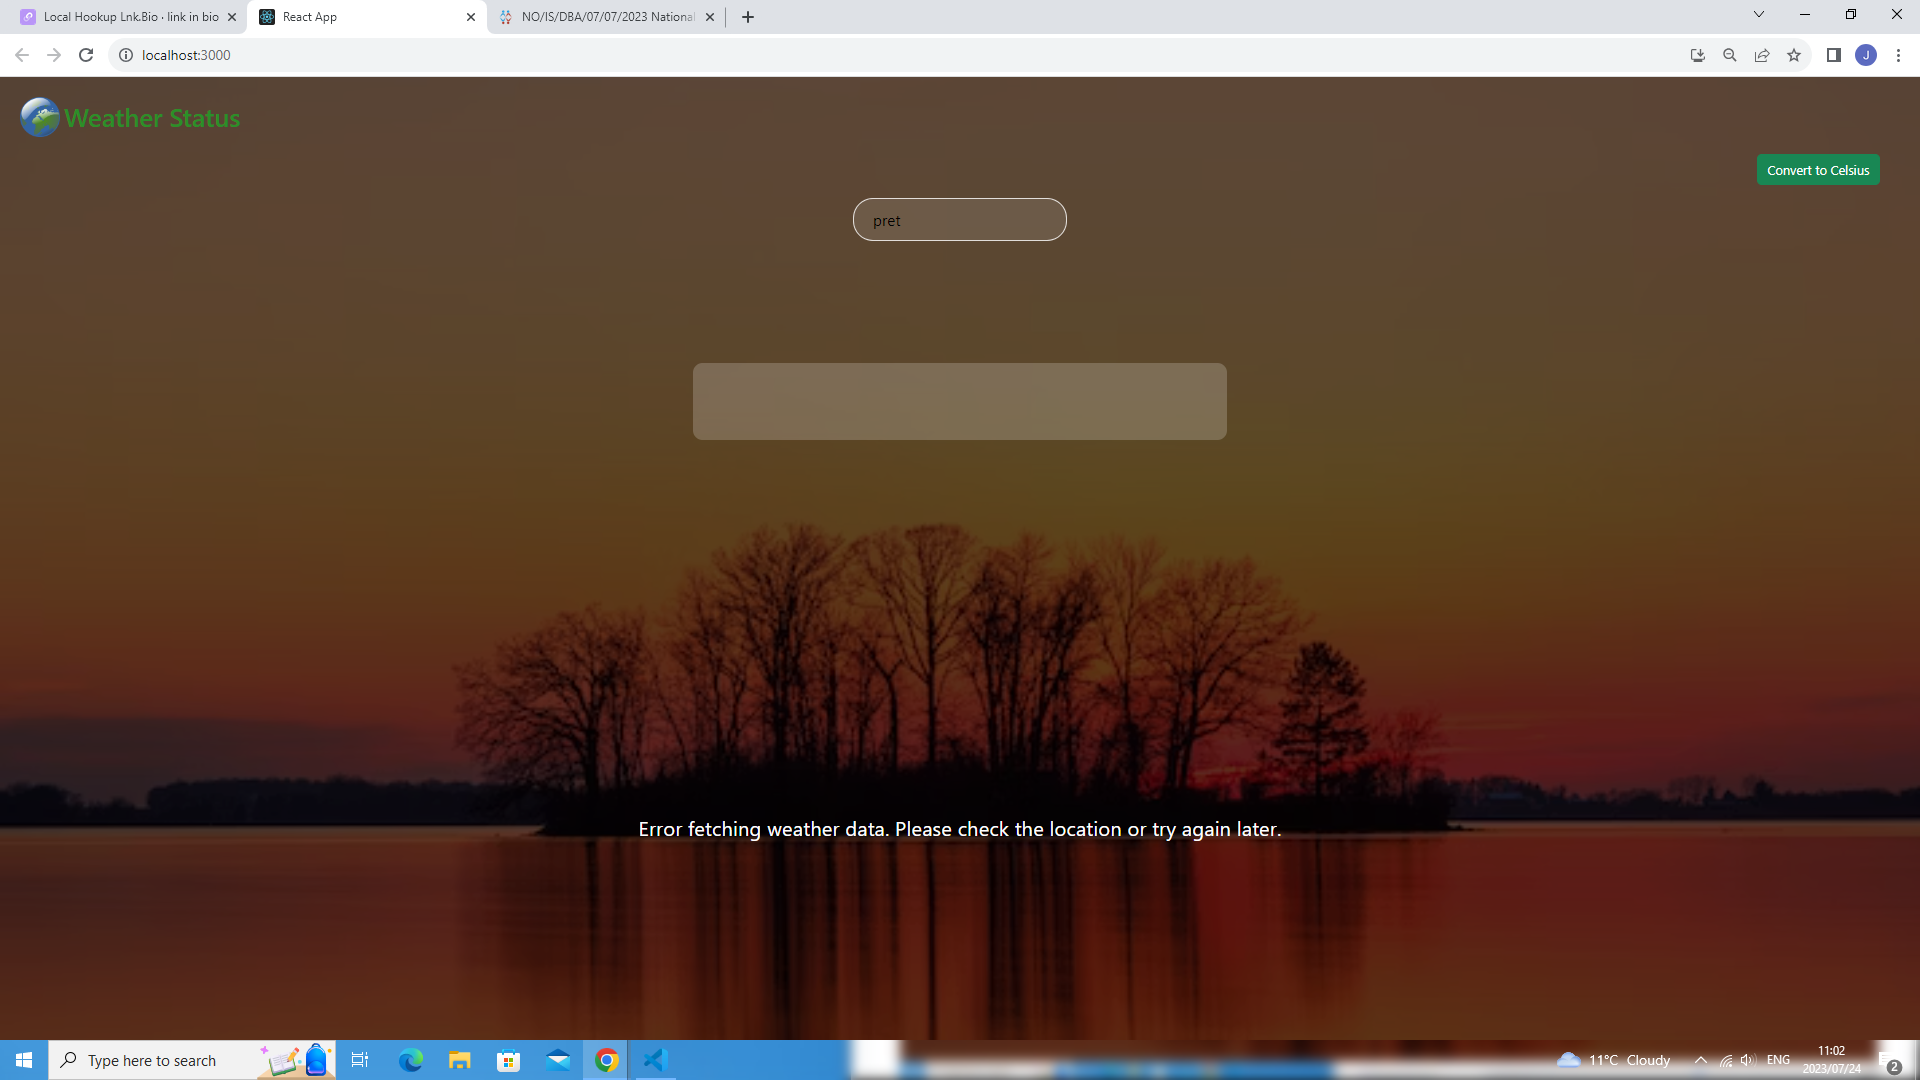 Local Hookup Lnk.Bio · link in bio
React App
NO/IS/DBA/07/07/2023 National
localhost:3000
J
Weather Status
Convert to Celsius
pret
Error fetching weather data. Please check the location or try again later.
Type here to search
11°C Cloudy
ENG
11:02
2023/07/24
2